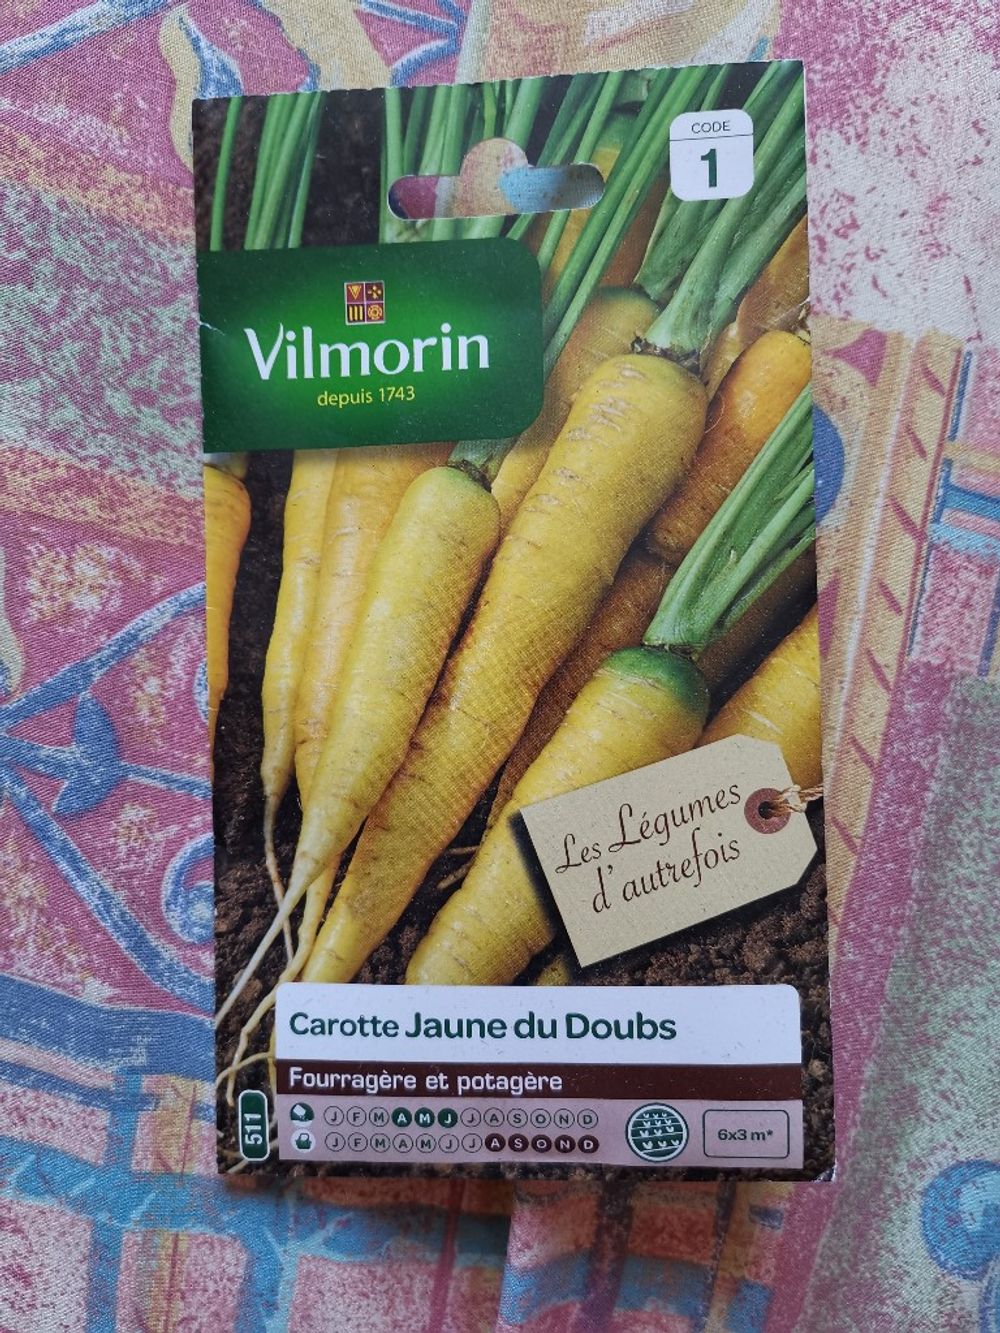 CODE
1
Vilmorin
depuis 1743
Les Légumes
d'autrefois
Carotte Jaune du Doubs
Fourragère et potagère
511
J F M A M J J A S O N D
J F M A M J J A S O N D
6x3 m*